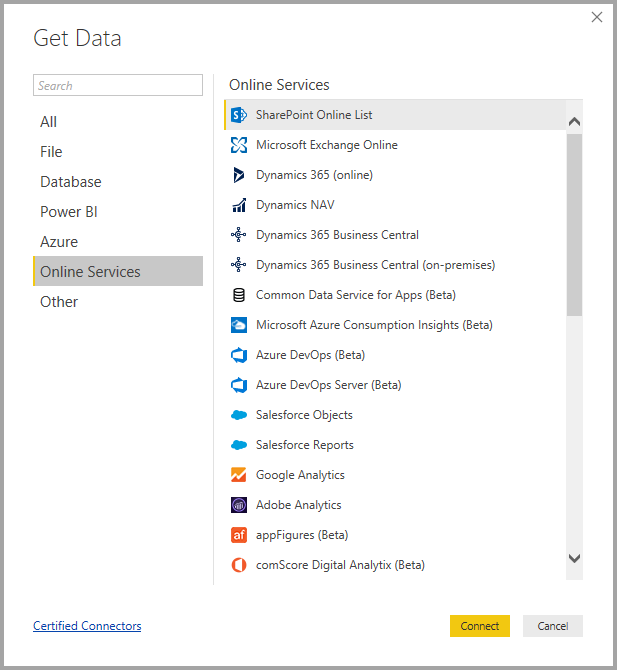 Get Data
Search
All
File
Database
Power BI
Azure
Online Services
Other
Online Services
SharePoint Online List
Microsoft Exchange Online
Dynamics 365 (online)
Dynamics NAV
Dynamics 365 Business Central
Dynamics 365 Business Central (on-premises)
Common Data Service for Apps (Beta)
Microsoft Azure Consumption Insights (Beta)
Azure DevOps (Beta)
Azure DevOps Server (Beta)
Salesforce Objects
Salesforce Reports
Google Analytics
Adobe Analytics
af appFigures (Beta)
comScore Digital Analytix (Beta)
Certified Connectors
Connect
Cancel